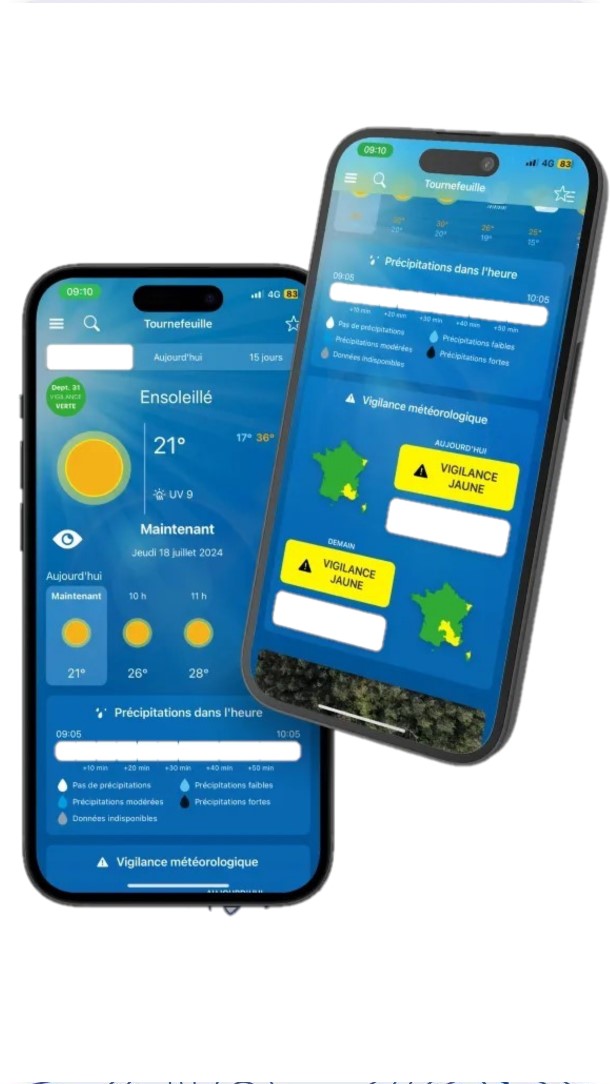 09:10
4G 83
Tournefeuille
Aujourd'hui 15 jours
Dept. 31
VIGILANCE
VERTE
Ensoleillé
21° 17° 36°
UV 9
Maintenant
Jeudi 18 juillet 2024
Aujourd'hui
Maintenant 10 h 11 h
21° 26° 28°
Précipitations dans l'heure
09:05 10:05
+10 min +20 min +30 min +40 min +50 min
Pas de précipitations Précipitations faibles
Précipitations modérées Précipitations fortes
Données indisponibles
Vigilance météorologique
09:10
4G 83
Tournefeuille
20° 20° 19° 15°
Précipitations dans l'heure
09:05 10:05
+10 min +20 min +30 min +40 min +50 min
Pas de précipitations Précipitations faibles
Précipitations modérées Précipitations fortes
Données indisponibles
Vigilance météorologique
AUJOURD'HUI
VIGILANCE
JAUNE
DEMAIN
VIGILANCE
JAUNE